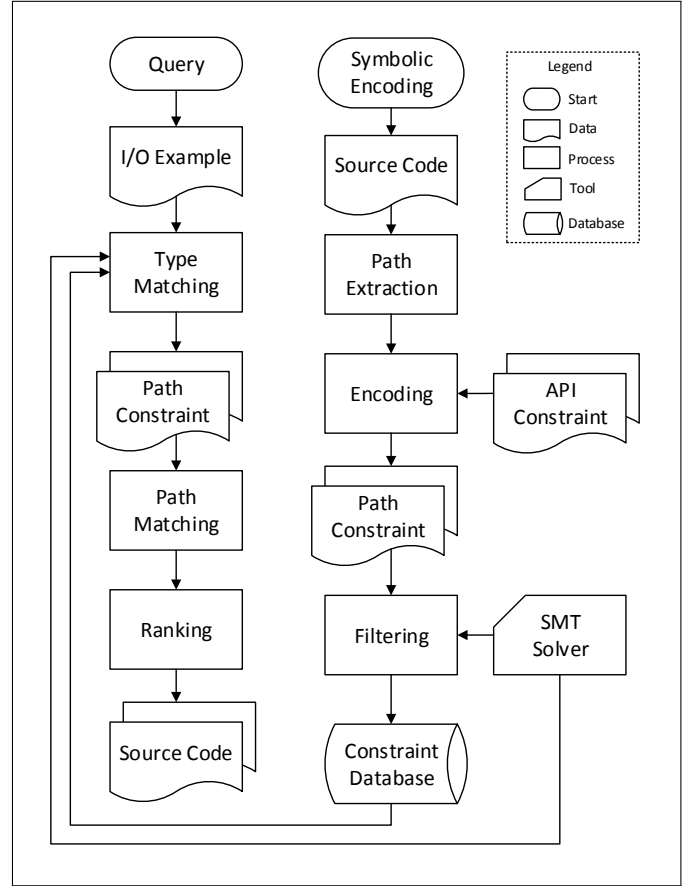 Query
I/O Example
Type
Matching
Path
Constraint
Path
Matching
Ranking
Source Code
Symbolic
Encoding
Source Code
Path
Extraction
Encoding
API
Constraint
Path
Constraint
Filtering
SMT
Solver
Constraint
Database
Legend
Start
Data
Process
Tool
Database